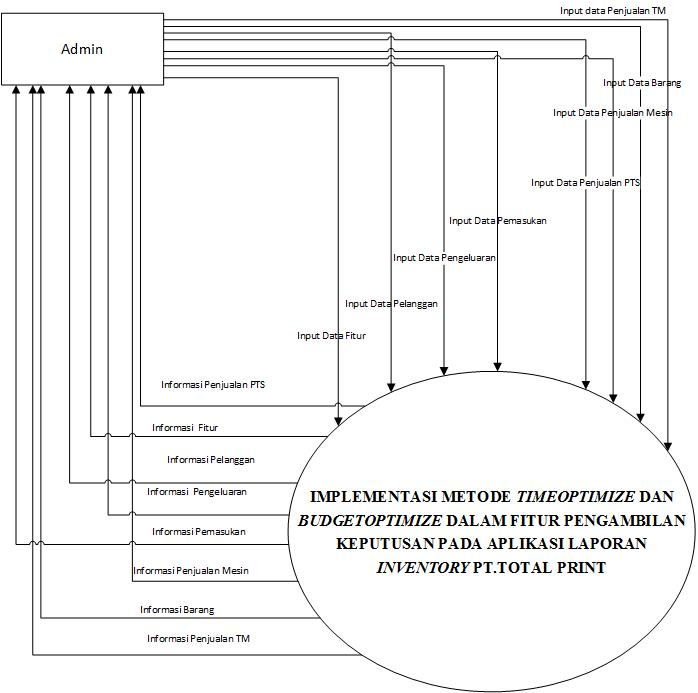 Input data Penjualan TM
Admin
Input Data Barang
Input Data Penjualan Mesin
Input Data Penjualan PTS
Input Data Pemasukan
Input Data Pengeluaran
Input Data Pelanggan
Input Data Fitur
Informasi Penjualan PTS
Informasi Fitur
Informasi Pelanggan
Informasi Pengeluaran
Informasi Pemasukan
Informasi Penjualan Mesin
Informasi Barang
Informasi Penjualan TM
IMPLEMENTASI METODE TIMEOPTIMIZE DAN
BUDGETOPTIMIZE DALAM FITUR PENGAMBILAN
KEPUTUSAN PADA APLIKASI LAPORAN
INVENTORY PT.TOTAL PRINT